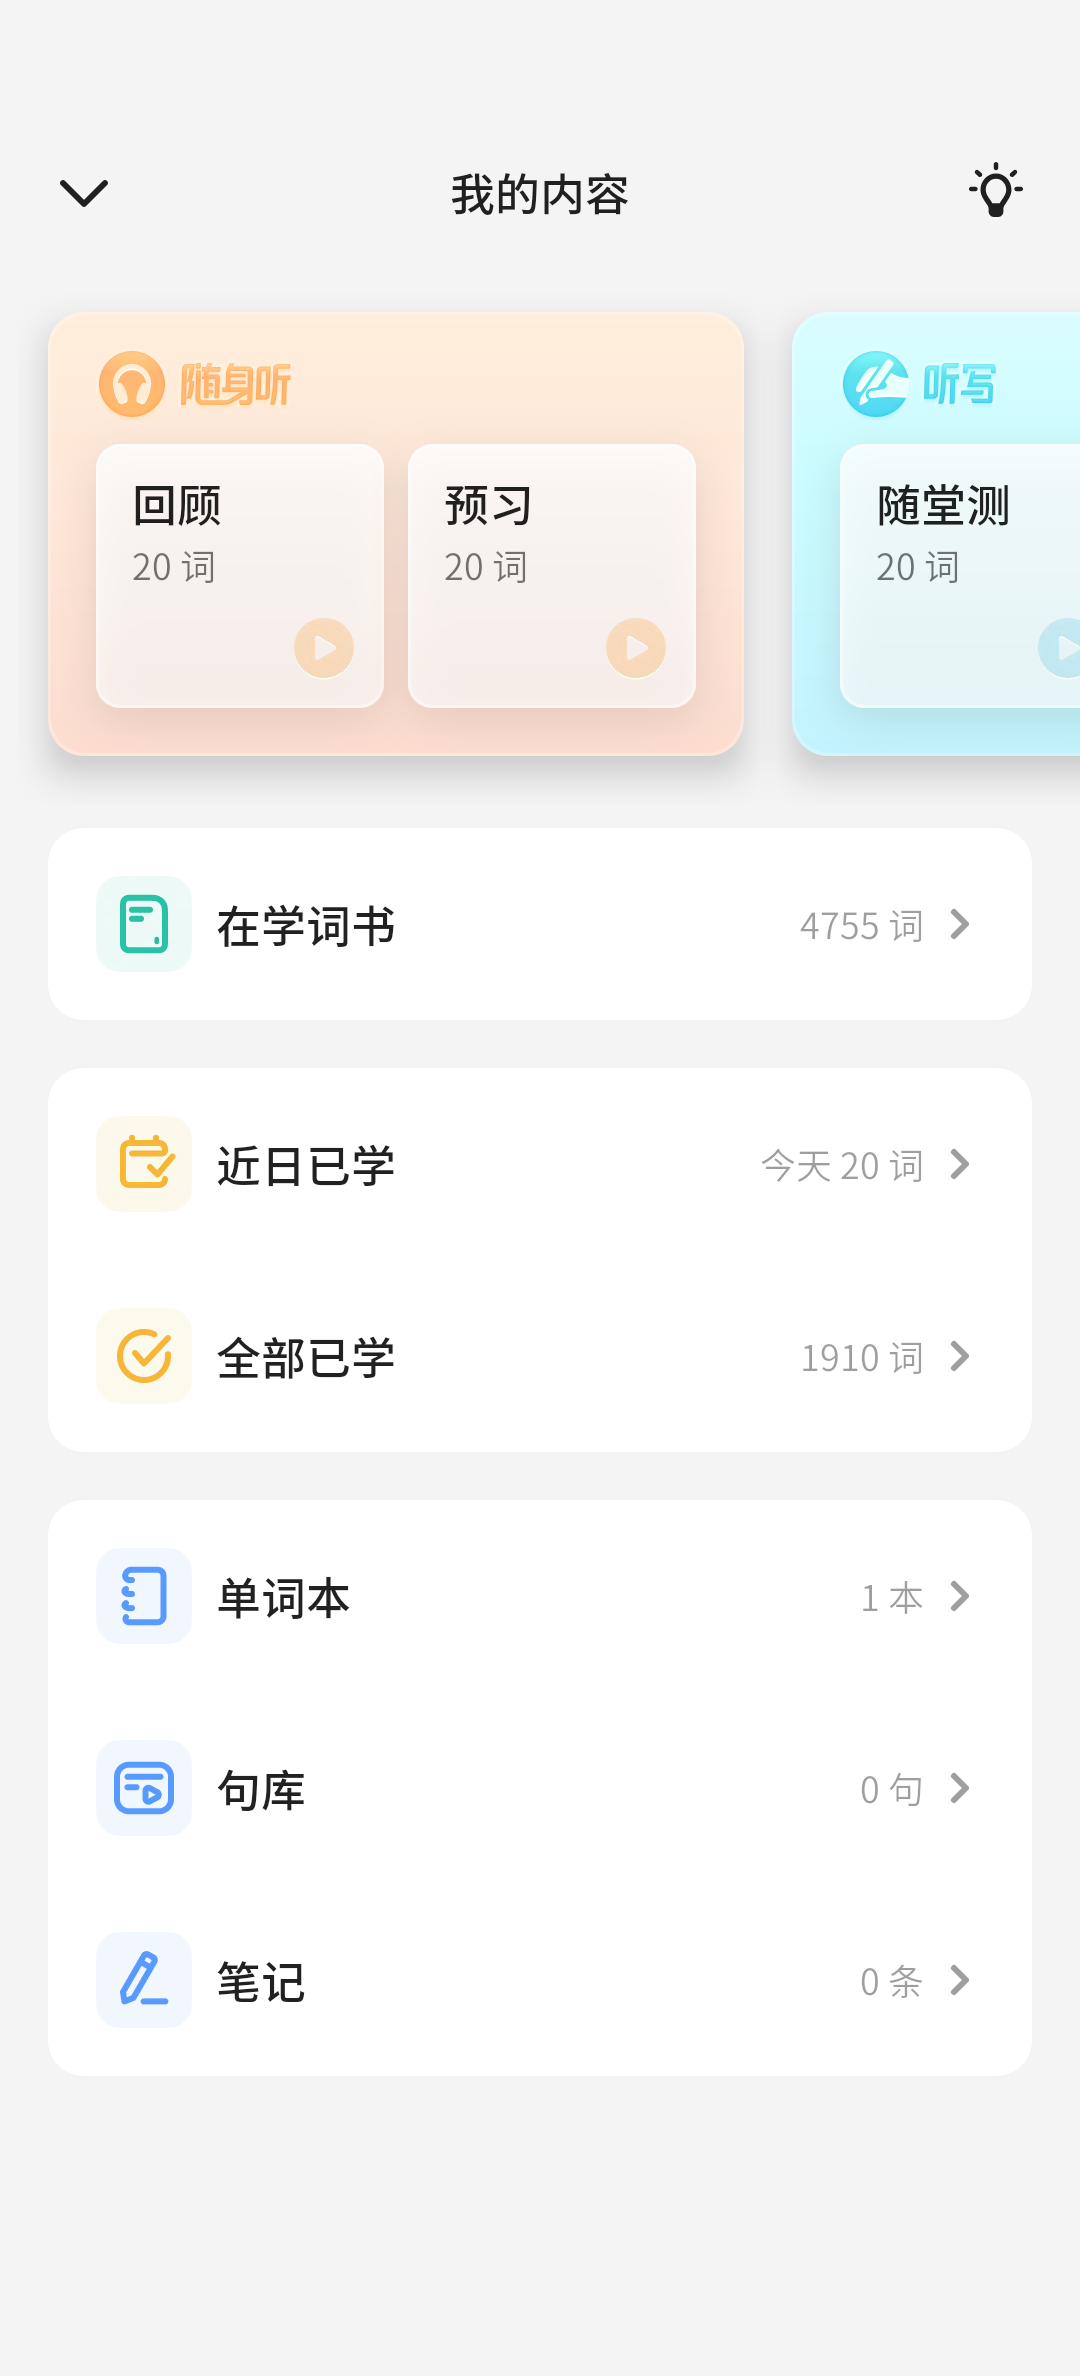 我的内容
随身听
听写
回顾
20 词
预习
20 词
随堂测
20 词
在学词书
4755 词
近日已学
今天 20 词
全部已学
1910 词
单词本
1 本
句库
0 句
笔记
0 条